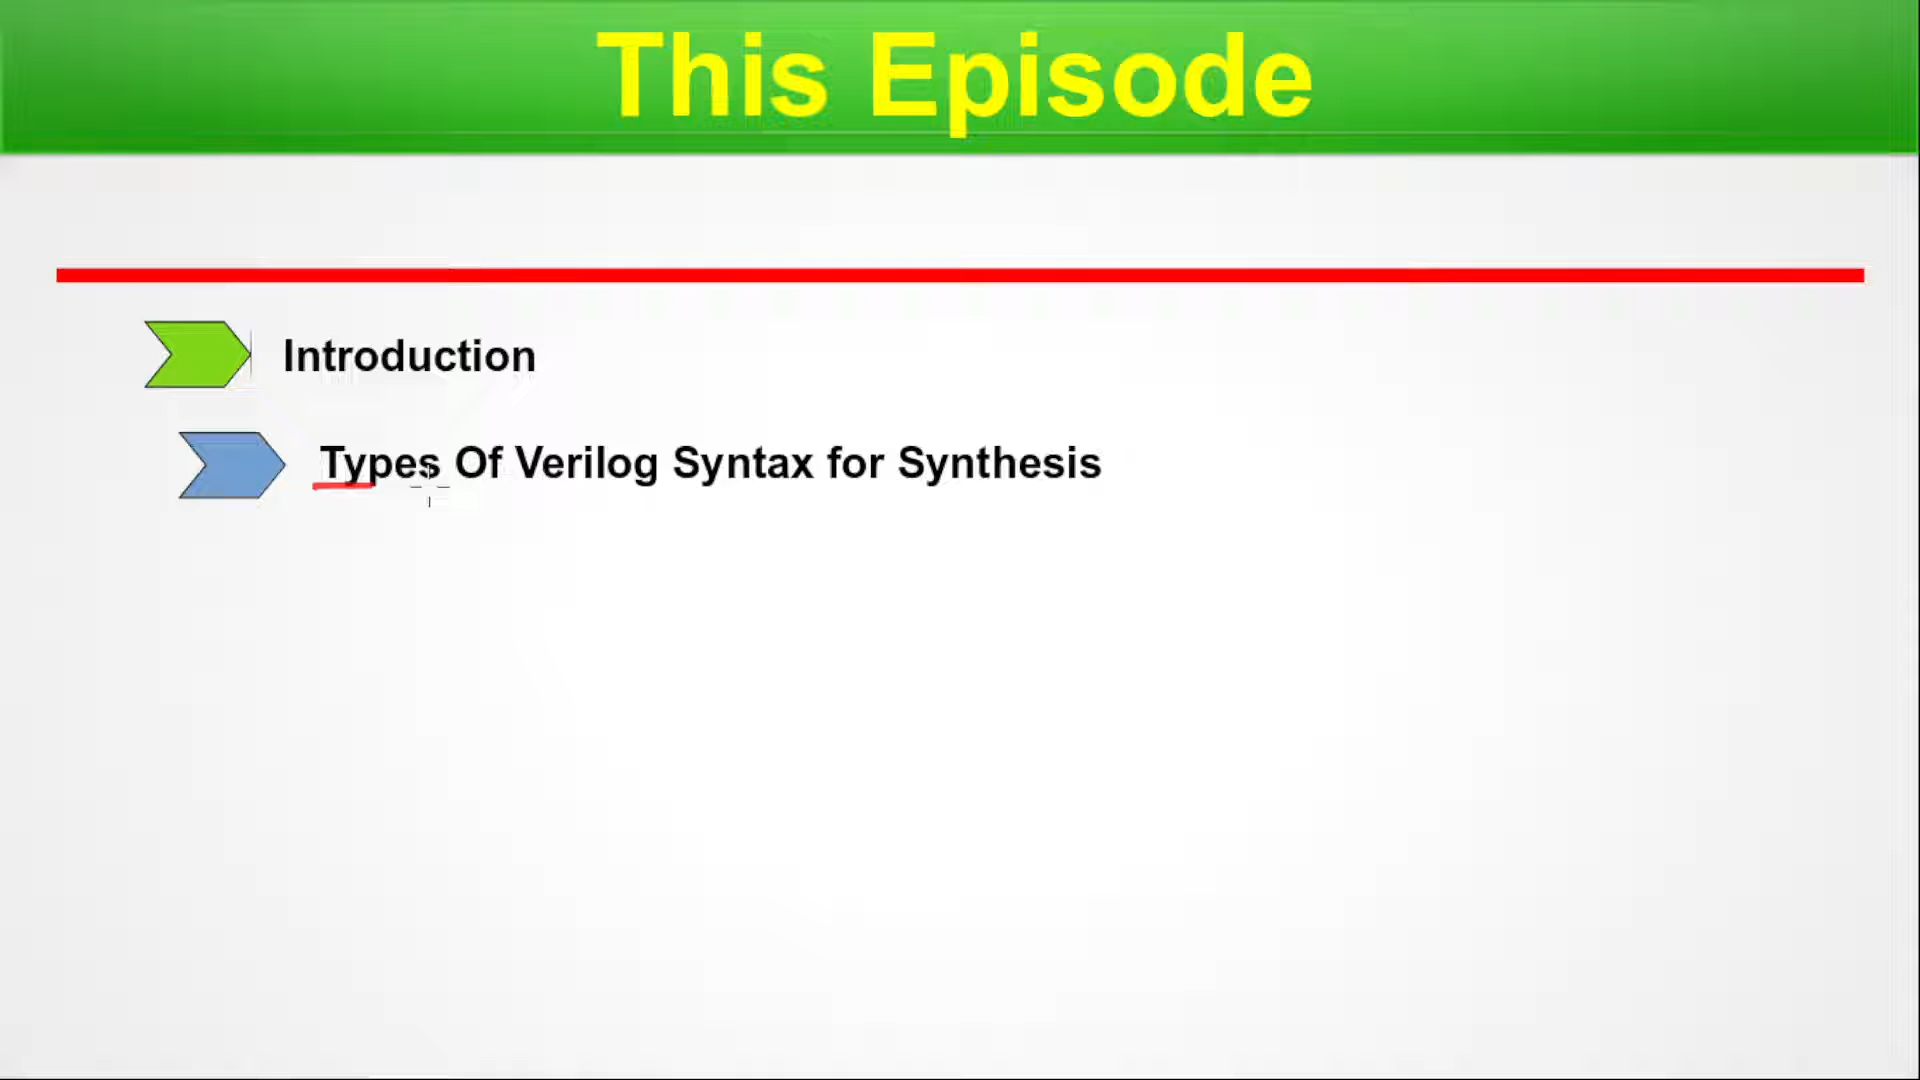 This Episode
Introduction
Types Of Verilog Syntax for Synthesis